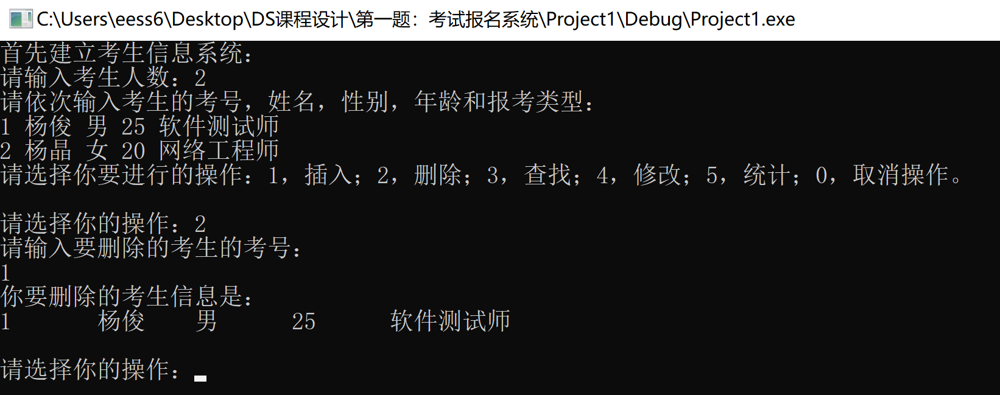 C:\Users\eess6\Desktop\DS课程设计\第一题：考试报名系统\Project1\Debug\Project1.exe
首先建立考生信息系统：
请输入考生人数：2
请依次输入考生的考号，姓名，性别，年龄和报考类型：
1 杨俊 男 25 软件测试师
2 杨晶 女 20 网络工程师
请选择你要进行的操作：1，插入；2，删除；3，查找；4，修改；5，统计；0，取消操作。
请选择你的操作：2
请输入要删除的考生的考号：
1
你要删除的考生信息是：
1 杨俊 男 25 软件测试师
请选择你的操作：